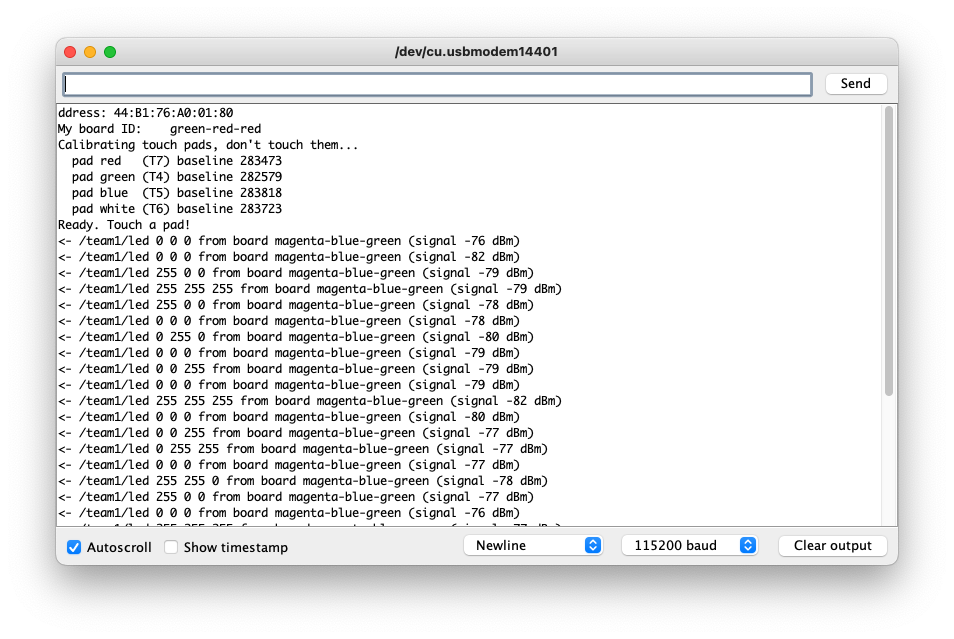 /dev/cu.usbmodem14401
Send
ddress: 44:B1:76:A0:01:80
My board ID:    green-red-red
Calibrating touch pads, don't touch them...
  pad red   (T7) baseline 283473
  pad green (T4) baseline 282579
  pad blue  (T5) baseline 283818
  pad white (T6) baseline 283723
Ready. Touch a pad!
<- /team1/led 0 0 0 from board magenta-blue-green (signal -76 dBm)
<- /team1/led 0 0 0 from board magenta-blue-green (signal -82 dBm)
<- /team1/led 255 0 0 from board magenta-blue-green (signal -79 dBm)
<- /team1/led 255 255 255 from board magenta-blue-green (signal -79 dBm)
<- /team1/led 255 0 0 from board magenta-blue-green (signal -78 dBm)
<- /team1/led 0 0 0 from board magenta-blue-green (signal -78 dBm)
<- /team1/led 0 255 0 from board magenta-blue-green (signal -80 dBm)
<- /team1/led 0 0 0 from board magenta-blue-green (signal -79 dBm)
<- /team1/led 0 0 255 from board magenta-blue-green (signal -79 dBm)
<- /team1/led 0 0 0 from board magenta-blue-green (signal -79 dBm)
<- /team1/led 255 255 255 from board magenta-blue-green (signal -82 dBm)
<- /team1/led 0 0 0 from board magenta-blue-green (signal -80 dBm)
<- /team1/led 0 0 255 from board magenta-blue-green (signal -77 dBm)
<- /team1/led 0 255 255 from board magenta-blue-green (signal -77 dBm)
<- /team1/led 0 0 0 from board magenta-blue-green (signal -77 dBm)
<- /team1/led 255 255 0 from board magenta-blue-green (signal -78 dBm)
<- /team1/led 255 0 0 from board magenta-blue-green (signal -77 dBm)
<- /team1/led 0 0 0 from board magenta-blue-green (signal -76 dBm)
Autoscroll Show timestamp Newline 115200 baud Clear output